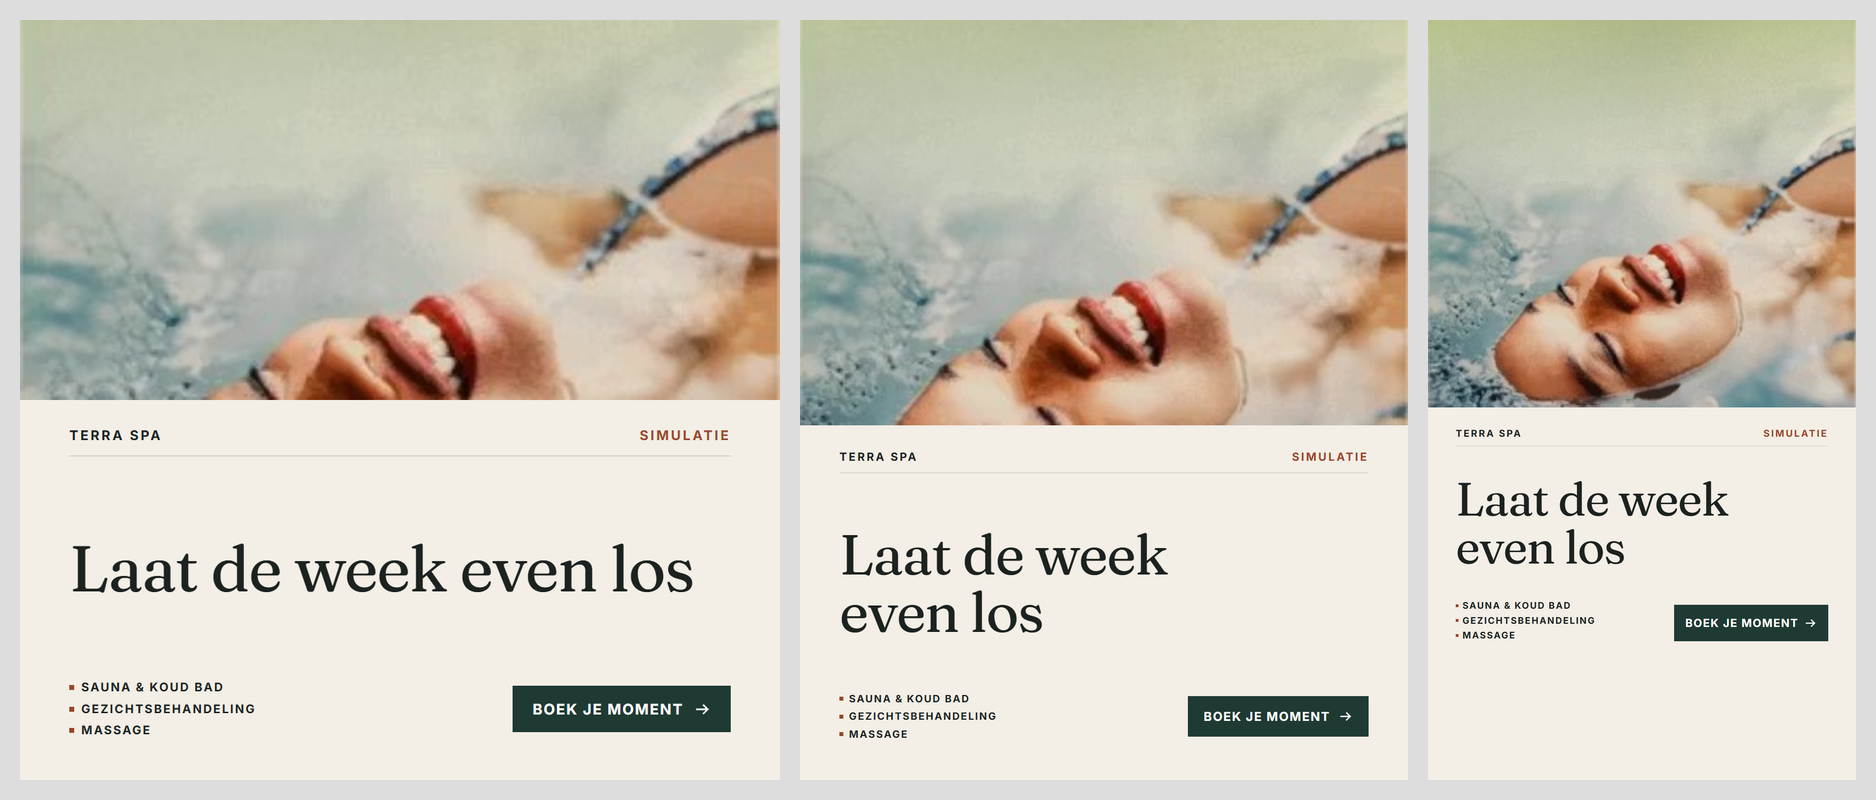 TERRA SPA
SIMULATIE
Laat de week even los
SAUNA & KOUD BAD
GEZICHTSBEHANDELING
MASSAGE
BOEK JE MOMENT →
TERRA SPA
SIMULATIE
Laat de week
even los
SAUNA & KOUD BAD
GEZICHTSBEHANDELING
MASSAGE
BOEK JE MOMENT →
TERRA SPA
SIMULATIE
Laat de week
even los
SAUNA & KOUD BAD
GEZICHTSBEHANDELING
MASSAGE
BOEK JE MOMENT →